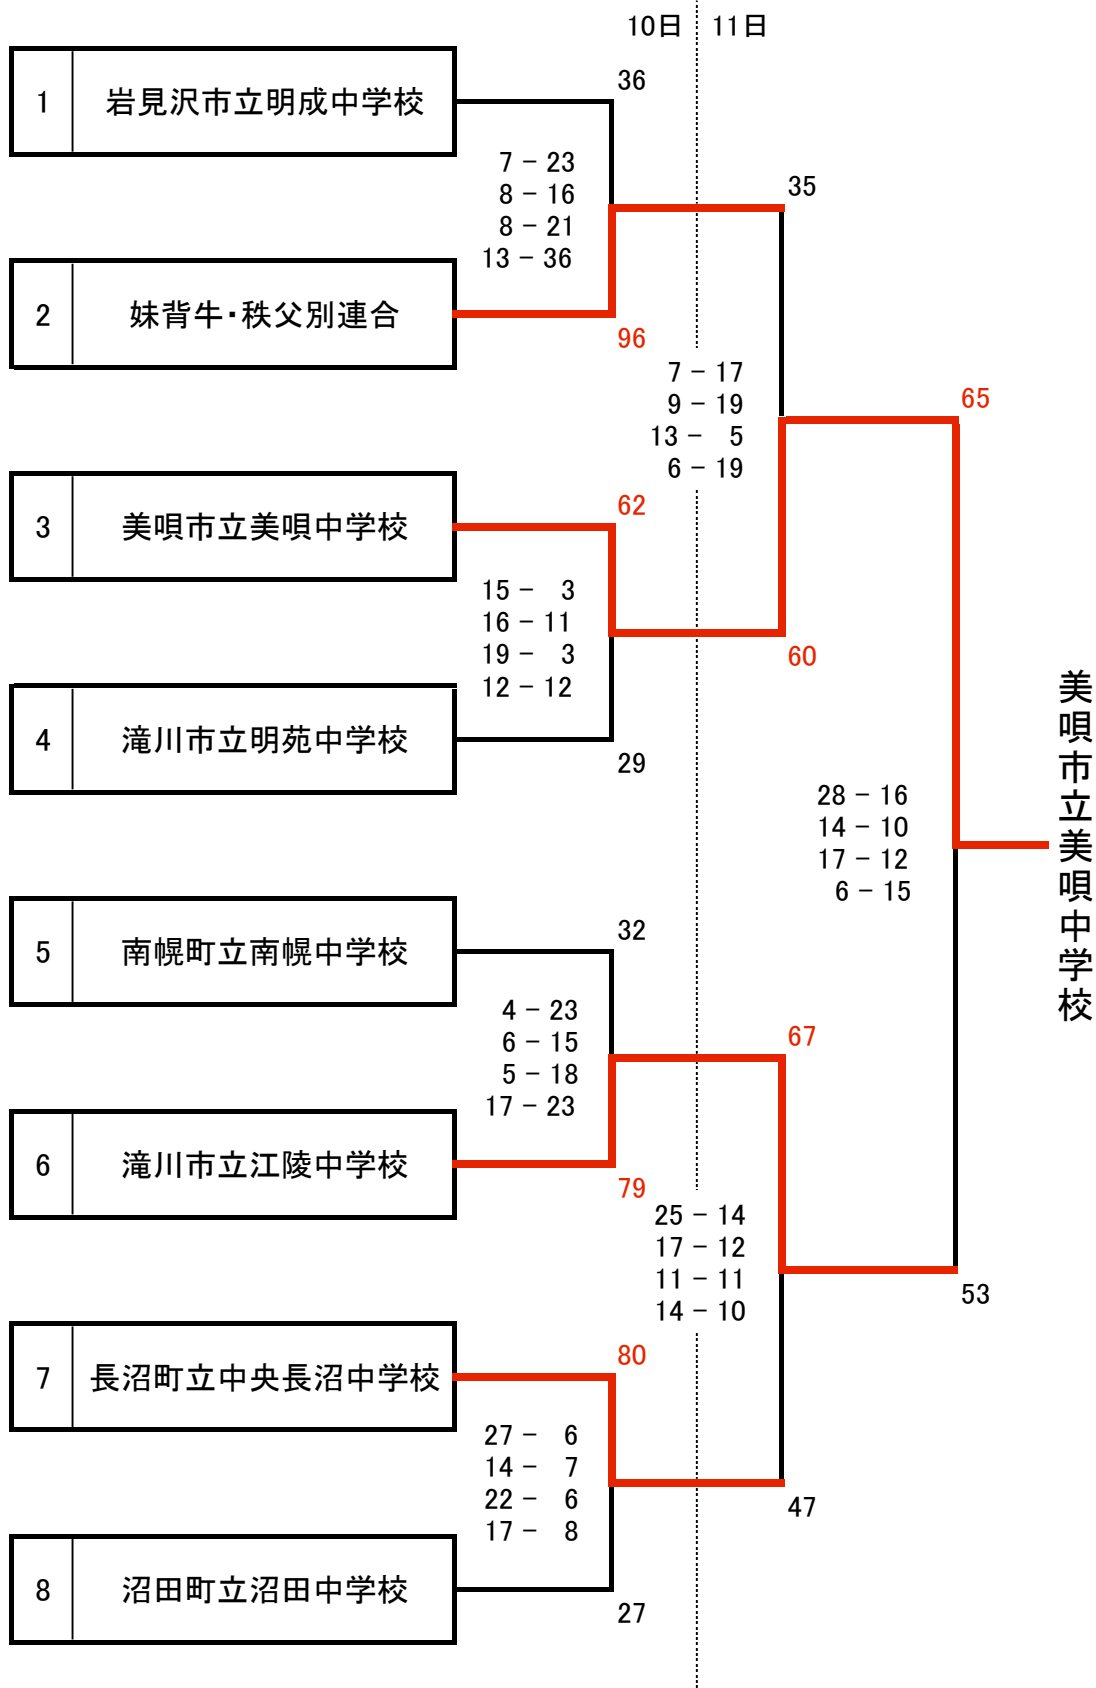 10日 11日
1 岩見沢市立明成中学校
36
7 - 23
8 - 16
8 - 21
13 - 36
2 妹背牛・秩父別連合
96
35
7 - 17
9 - 19
13 - 5
6 - 19
3 美唄市立美唄中学校
62
15 - 3
16 - 11
19 - 3
12 - 12
4 滝川市立明苑中学校
29
60
65
28 - 16
14 - 10
17 - 12
6 - 15
美唄市立美唄中学校
5 南幌町立南幌中学校
32
4 - 23
6 - 15
5 - 18
17 - 23
6 滝川市立江陵中学校
79
67
25 - 14
17 - 12
11 - 11
14 - 10
53
7 長沼町立中央長沼中学校
80
27 - 6
14 - 7
22 - 6
17 - 8
8 沼田町立沼田中学校
27
47